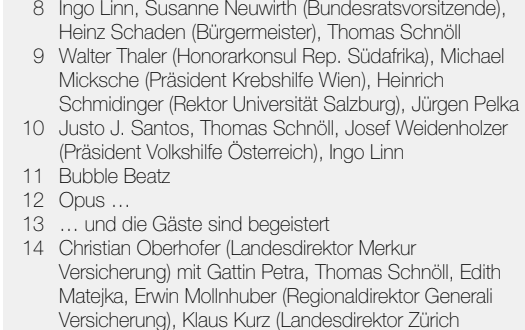 8 Ingo Linn, Susanne Neuwirth (Bundesratsvorsitzende),
Heinz Schaden (Bürgermeister), Thomas Schnöll
9 Walter Thaler (Honorarkonsul Rep. Südafrika), Michael
Micksche (Präsident Krebshilfe Wien), Heinrich
Schmidinger (Rektor Universität Salzburg), Jürgen Pelka
10 Justo J. Santos, Thomas Schnöll, Josef Weidenholzer
(Präsident Volkshilfe Österreich), Ingo Linn
11 Bubble Beatz
12 Opus …
13 … und die Gäste sind begeistert
14 Christian Oberhofer (Landesdirektor Merkur
Versicherung) mit Gattin Petra, Thomas Schnöll, Edith
Matejka, Erwin Mollnhuber (Regionaldirektor Generali
Versicherung), Klaus Kurz (Landesdirektor Zürich